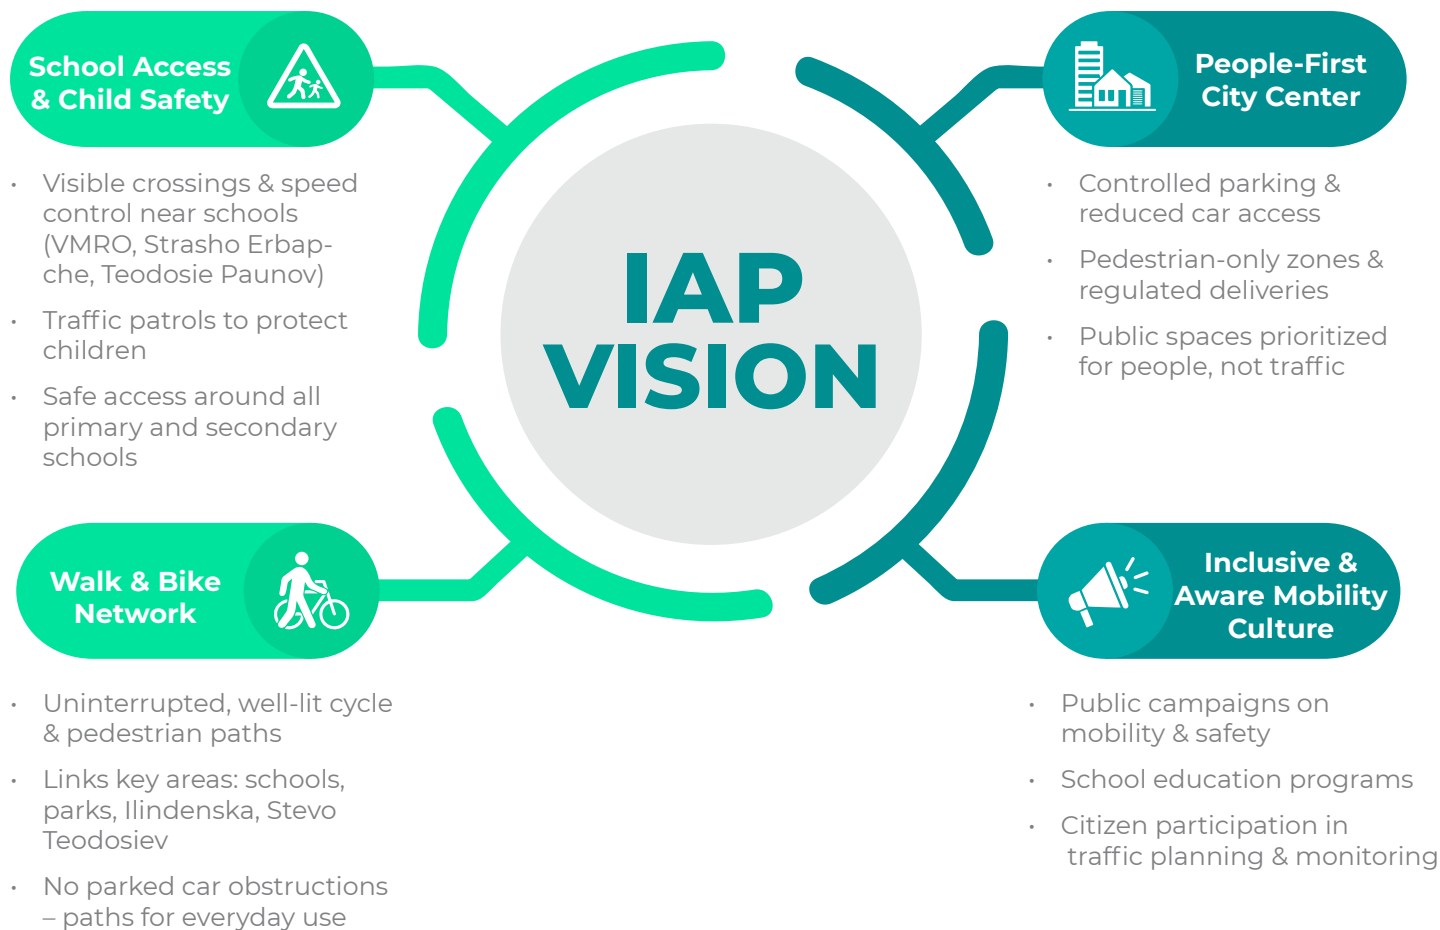 School Access
& Child Safety
• Visible crossings & speed
control near schools
(VMRO, Strasho Erbap-
che, Teodosie Paunov)
• Traffic patrols to protect
children
• Safe access around all
primary and secondary
schools
Walk & Bike
Network
• Uninterrupted, well-lit cycle
& pedestrian paths
• Links key areas: schools,
parks, Ilindenska, Stevo
Teodosiev
• No parked car obstructions
– paths for everyday use
IAP
VISION
People-First
City Center
• Controlled parking &
reduced car access
• Pedestrian-only zones &
regulated deliveries
• Public spaces prioritized
for people, not traffic
Inclusive &
Aware Mobility
Culture
• Public campaigns on
mobility & safety
• School education programs
• Citizen participation in
traffic planning & monitoring